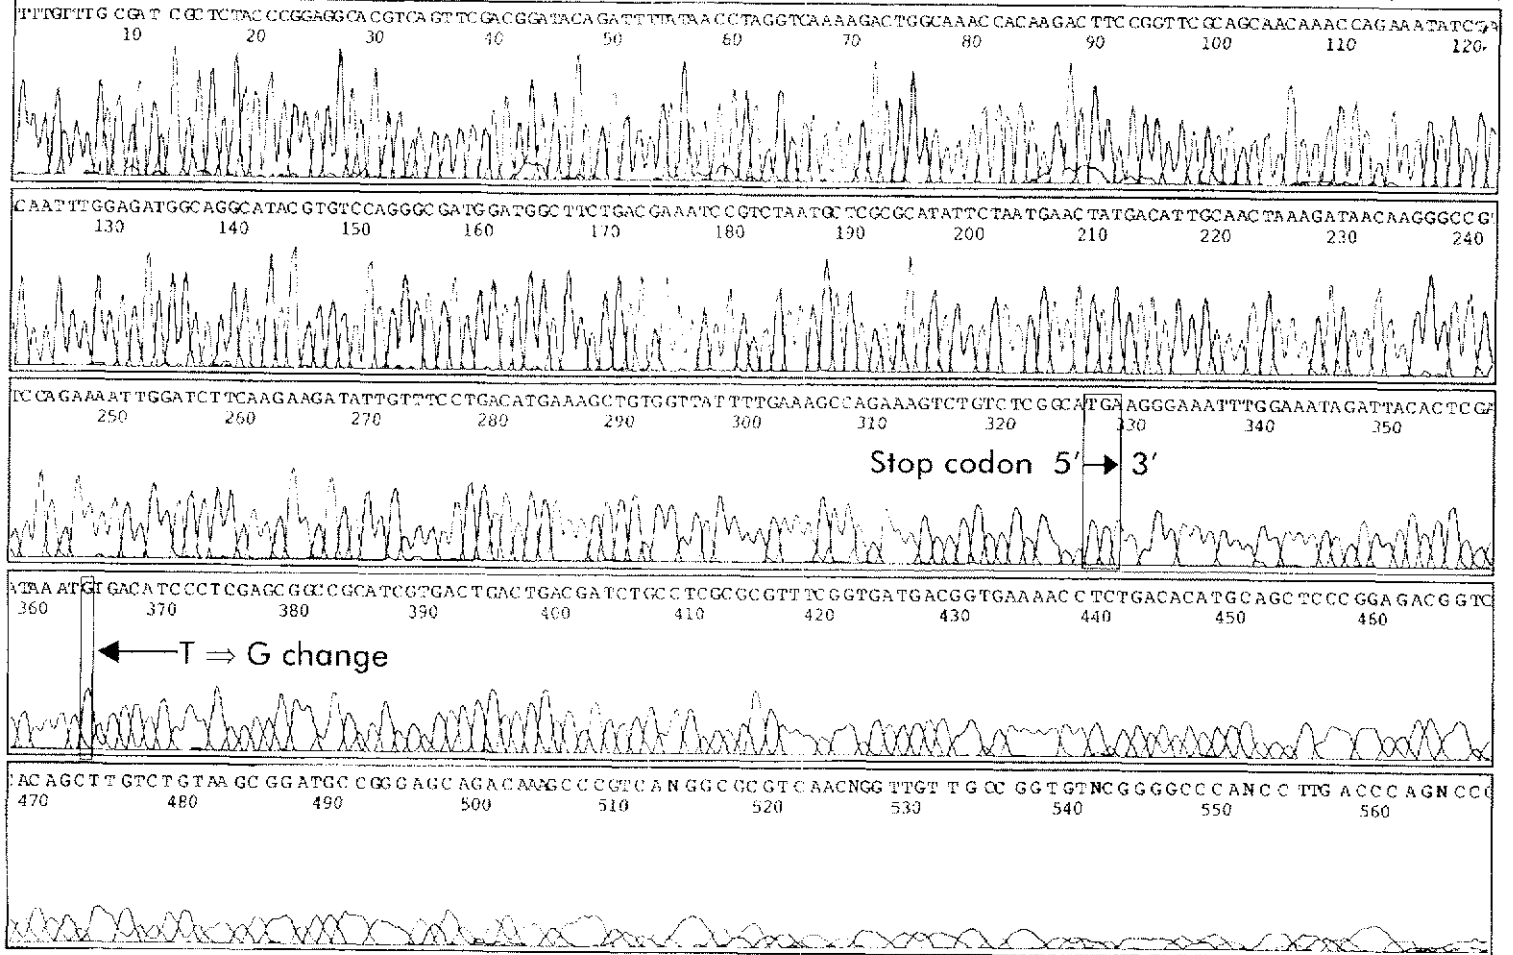 TTTGTTTG CGAT CGCTCTACCCCGGAGGCACGTCAGTTCGACGGATACAGATTTTTATAACCTAGGTCAAAAGACTGGCAAACCACAAGACTTCCGGTTCGCAGCAACAAACCAGAAATATCTGA
10 20 30 40 50 60 70 80 90 100 110 120
CAATTTGGAGATGGCAGGCATACGTGTCCAGGGCGATGGATGGCTTCTGACGAAATCCGTCTAATGCTCGCGCATATTCTAATGAACTATGACATTGCAACTAAAGATAACAAGGGCCG
130 140 150 160 170 180 190 200 210 220 230 240
TCCAGAAAATTGGATCTTCAAGAAGATATTGTTTCCTGACATGAAAGCTGTGGTTATTTTTGAAAGCCAGAAAGTCTGTCTCGGCATGAAGGGAAATTTGGAAATAGATTACACTCGA
250 260 270 280 290 300 310 320 330 340 350
Stop codon 5′ → 3′
ATAAATGTGACATCCCTCGAGCGGCCGCATCGTGACTGACTGACGATCTGCCTCGCGCGTTTCGGTGATGACGGTGAAAACCTCTGACACATGCAGCTCCCGGAGACGGTC
360 370 380 390 400 410 420 430 440 450 460
← T ⇒ G change
ACAGCTTGTCTGTAAGCGGATGCCGGGAGCAGACAAAGCCCGTCANGGCGCGTCAACNGGTTGTTGCCGGTGTNCGGGGCCCANCCTTGACCCAGNCCC
470 480 490 500 510 520 530 540 550 560